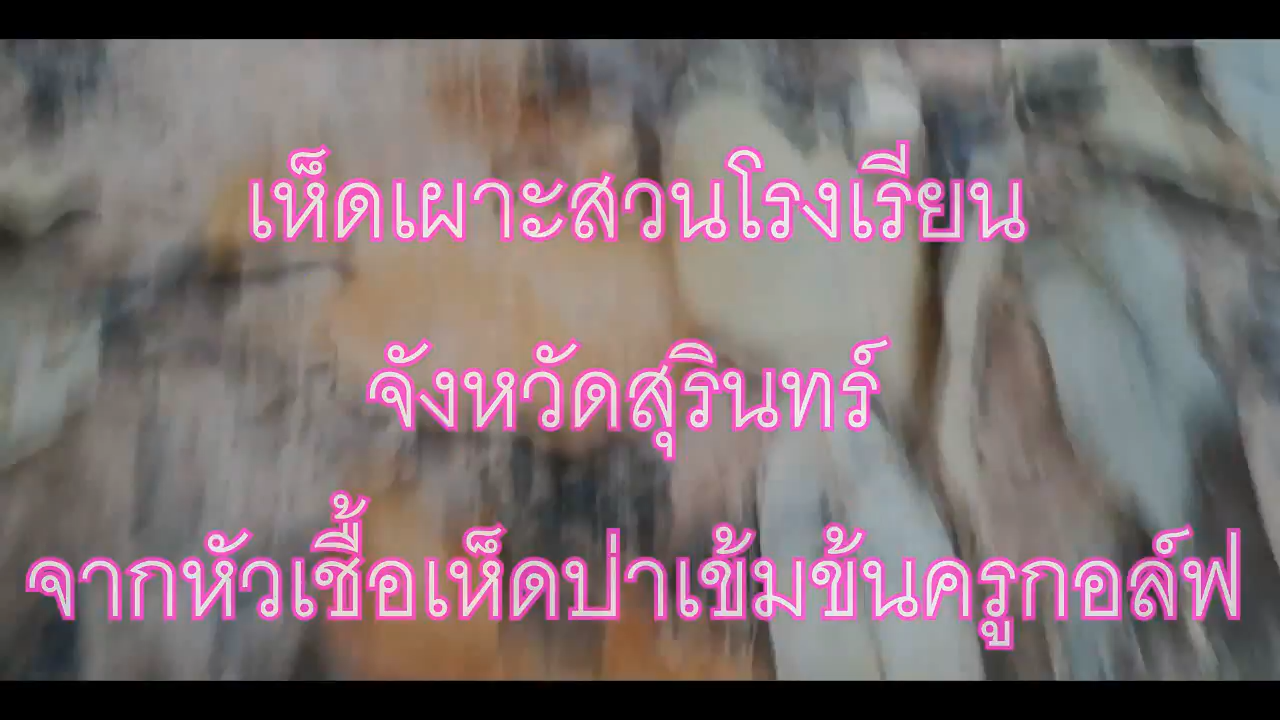 เห็ดเผาะสวนโรงเรียน
จังหวัดสุรินทร์
จากหัวเชื้อเห็ดป่าเข้มข้นครูกอล์ฟ